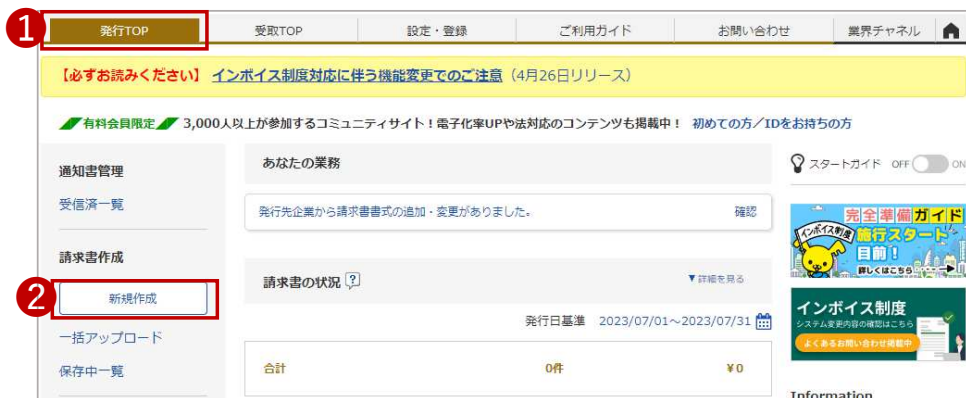 1
発行TOP 受取TOP 設定・登録 ご利用ガイド お問い合わせ 業界チャネル
【必ずお読みください】 インボイス制度対応に伴う機能変更でのご注意（4月26日リリース）
有料会員限定 3,000人以上が参加するコミュニティサイト！電子化率UPや法対応のコンテンツも掲載中！ 初めての方／IDをお持ちの方
通知書管理
受信済一覧
請求書作成
2
新規作成
一括アップロード
保存中一覧
あなたの業務
発行先企業から請求書書式の追加・変更がありました。 確認
請求書の状況 ? ▼詳細を見る
発行日基準 2023/07/01～2023/07/31
合計 0件 ¥0
スタートガイド OFF ON
完全準備ガイド
インボイス制度
施行スタート
目前！
詳しくはこちら
インボイス制度
システム変更内容の確認はこちら
よくあるお問い合わせ掲載中
Information